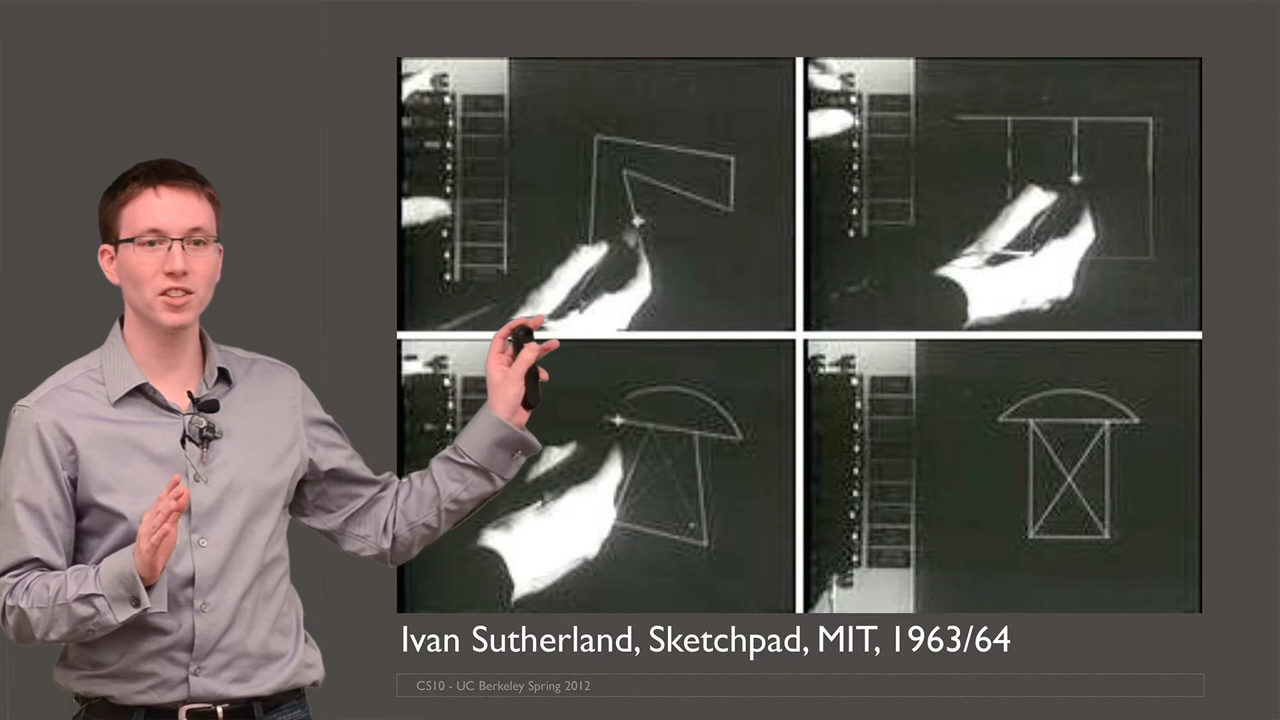 Ivan Sutherland, Sketchpad, MIT, 1963/64
CS10 - UC Berkeley Spring 2012